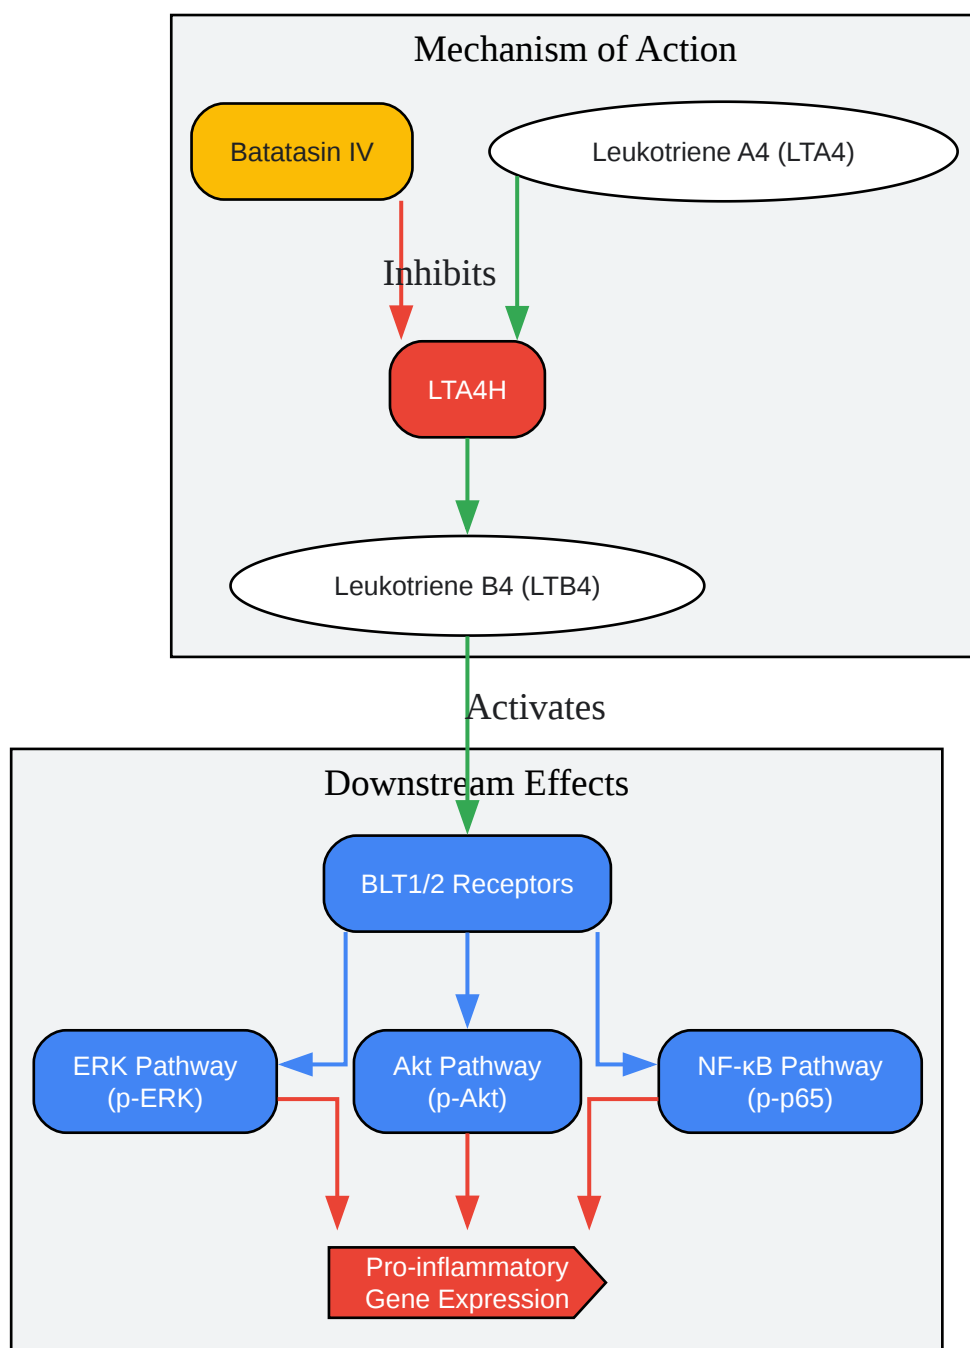 Mechanism of Action
Batatasin IV
Leukotriene A4 (LTA4)
Inhibits
LTA4H
Leukotriene B4 (LTB4)
Activates
Downstream Effects
BLT1/2 Receptors
ERK Pathway
(p-ERK)
Akt Pathway
(p-Akt)
NF-κB Pathway
(p-p65)
Pro-inflammatory
Gene Expression